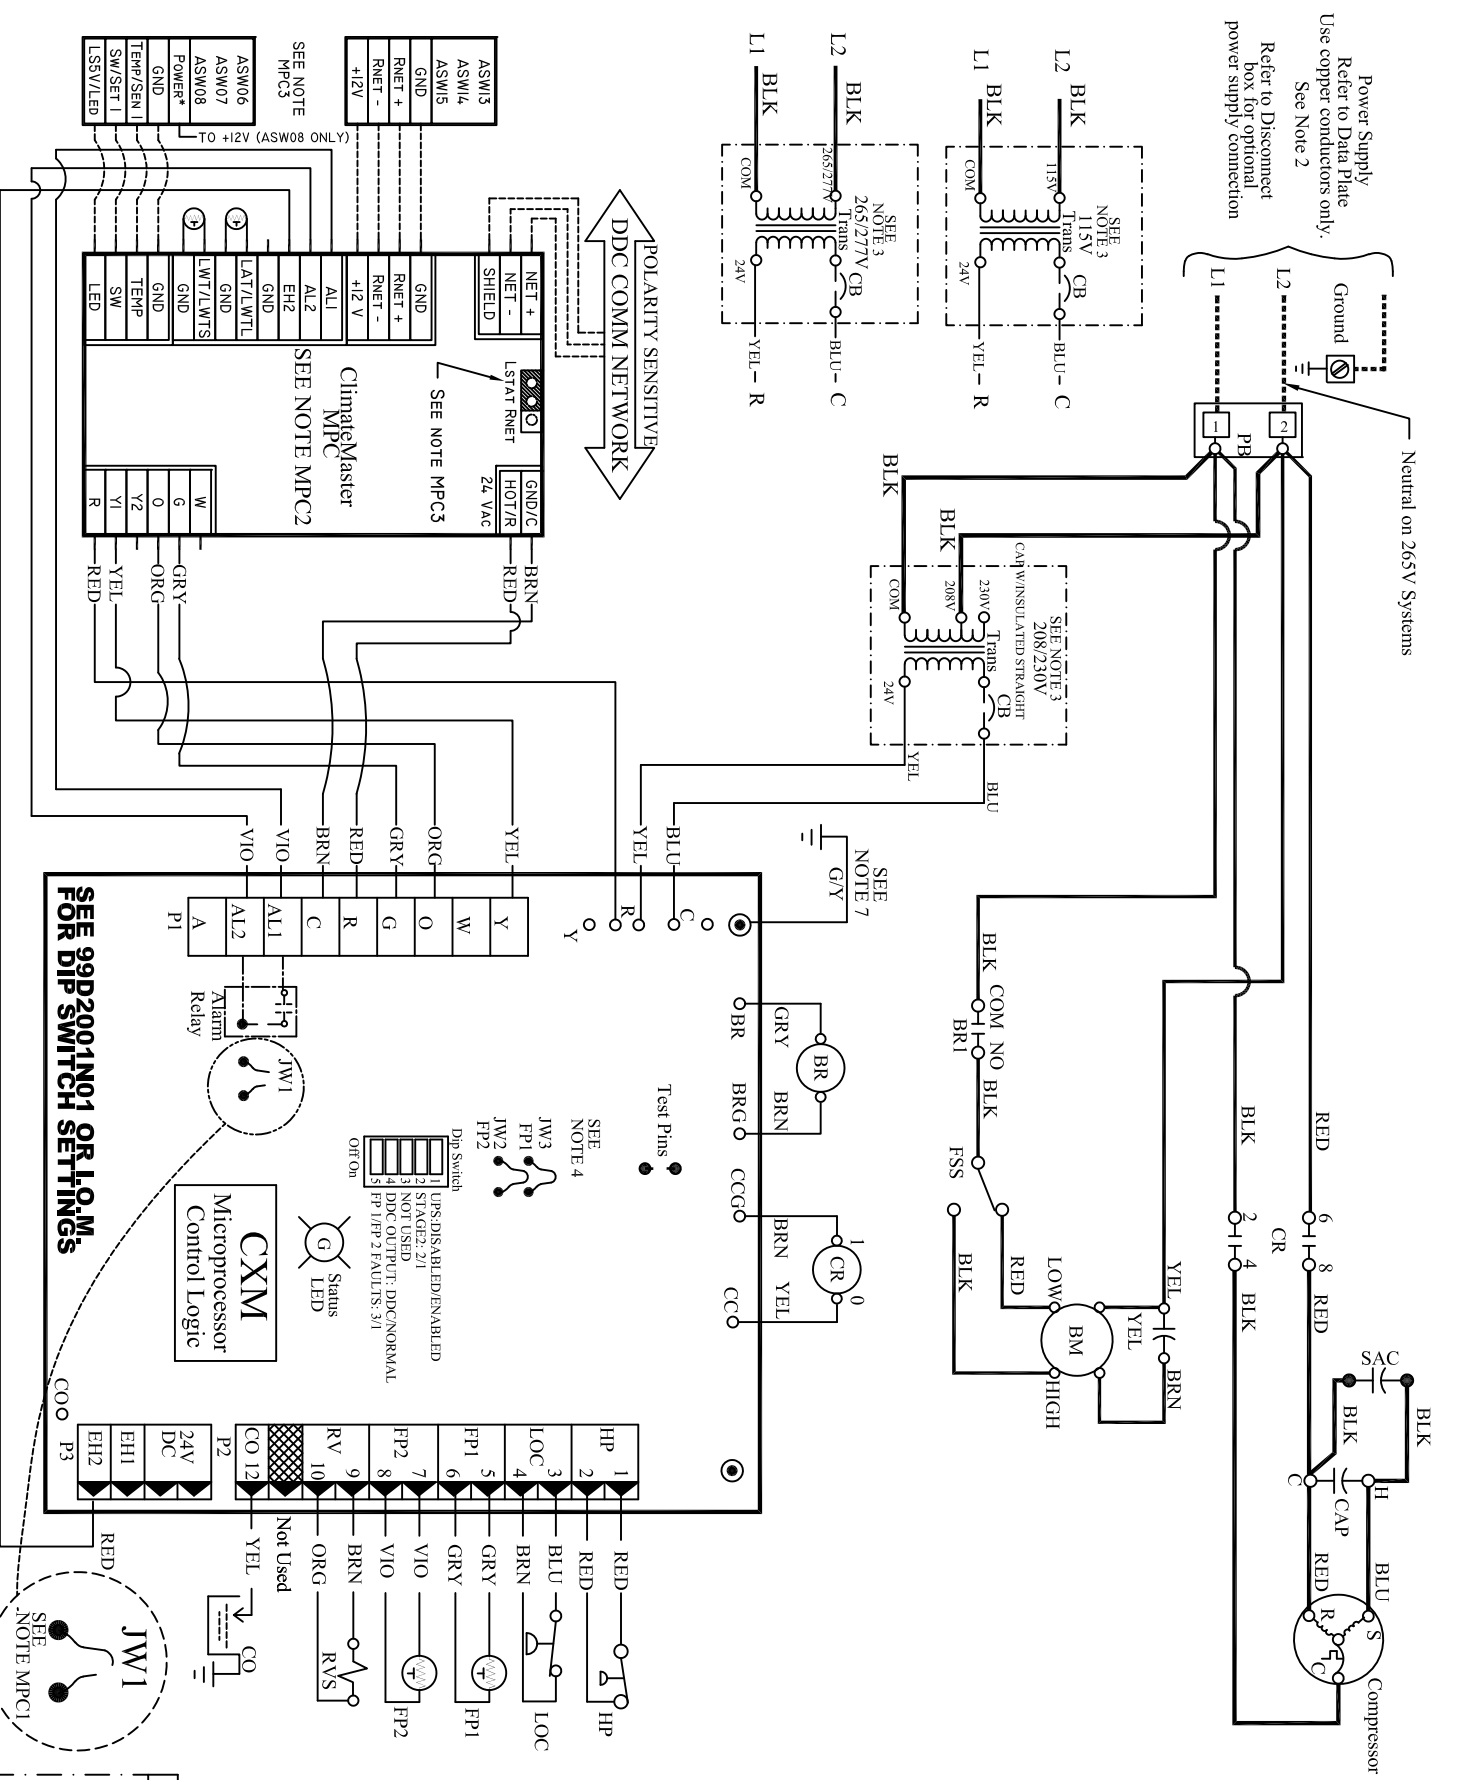 Power Supply
Refer to Data Plate
Use copper conductors only.
See Note 2
Refer to Disconnect
box for optional
power supply connection
Ground
L2
L1
Neutral on 265V Systems
PB
2
1
RED
6
8
RED
BLK
2
4
BLK
CR
SAC
BLK
BLK
H
C
CAP
BLU
RED
S
R
C
Compressor
L2
BLK
115V
L1
BLK
COM
SEE
NOTE 3
115V
Trans
CB
24V
BLU
C
YEL
R
L2
BLK
265/277V
L1
BLK
COM
SEE
NOTE 3
265/277V
Trans
CB
24V
BLU
C
YEL
R
BLK
BLK
SEE NOTE 3
208/230V
CAP W/INSULATED STRAIGHT
230V
208V
COM
Trans
CB
24V
BLU
YEL
BLK
COM
NO
BR1
BLK
FSS
RED
BLK
LOW
HIGH
BM
YEL
YEL
BRN
POLARITY SENSITIVE
DDC COMM NETWORK
ASW13
ASW14
ASW15
GND
RNET +
RNET -
+12V
SEE NOTE
MPC3
ASW06
ASW07
ASW08
POWER*
GND
TEMP/SEN 1
SW/SET 1
LS5V/LED
TO +12V (ASW08 ONLY)
NET +
NET -
SHIELD
GND
RNET +
RNET -
+12 V
AL1
AL2
EH2
GND
LAT/LWTL
GND
LWT/LWTS
GND
GND
TEMP
SW
LED
LSTAT RNET
SEE NOTE MPC3
ClimateMaster
MPC
SEE NOTE MPC2
GND/C
HOT/R
24 VAC
W
G
O
Y2
Y1
R
BRN
RED
GRY
ORG
YEL
RED
SEE
NOTE 7
G/Y
BLU
YEL
YEL
ORG
GRY
RED
BRN
VIO
VIO
C
R
Y
Y
W
O
G
R
C
AL1
AL2
A
P1
Alarm
Relay
JW1
GRY
BR
BRN
BR
BRG
1
CR
0
BRN
YEL
CCG
CC
Test Pins
SEE
NOTE 4
JW3
FP1
JW2
FP2
Dip Switch
1 UPS:DISABLED/ENABLED
2 STAGE2: 2/1
3 NOT USED
4 DDC OUTPUT: DDC/NORMAL
5 FP 1/FP 2 FAULTS: 3/1
Off On
G
Status
LED
CXM
Microprocessor
Control Logic
SEE 99D2001N01 OR I.O.M.
FOR DIP SWITCH SETTINGS
HP
1
2
LOC
3
4
FP1
5
6
FP2
7
8
RV
9
10
CO 12
P2
24V
DC
EH1
EH2
P3
CO
RED
RED
HP
BLU
BRN
LOC
GRY
GRY
FP1
VIO
VIO
FP2
BRN
ORG
RVS
Not Used
YEL
CO
RED
JW1
SEE
NOTE MPC1